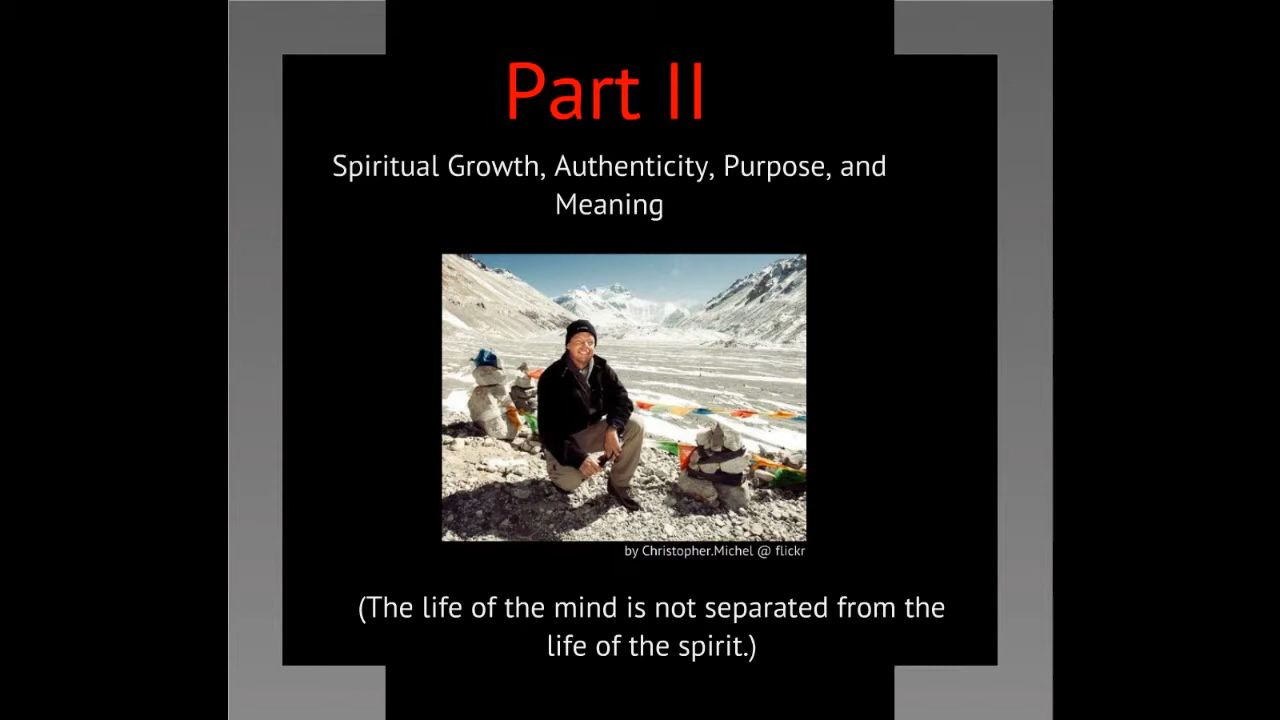 Part II
Spiritual Growth, Authenticity, Purpose, and
Meaning
by Christopher.Michel @ flickr
(The life of the mind is not separated from the
life of the spirit.)